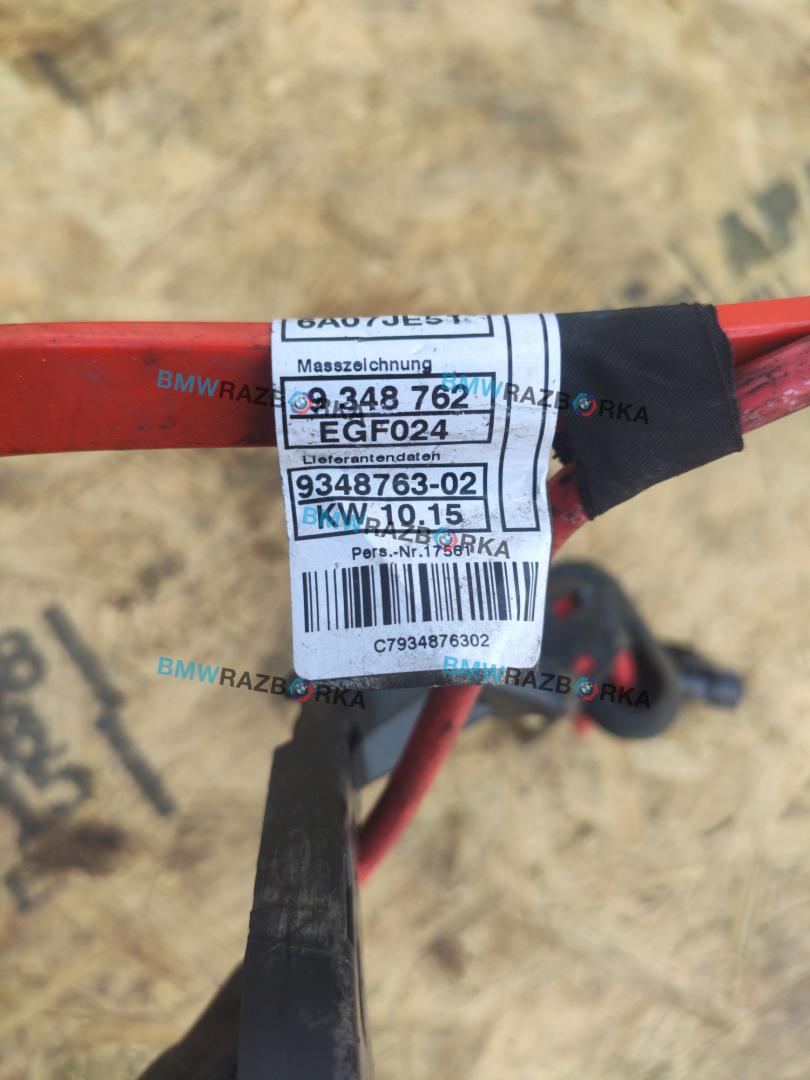 6A07JE51
Masszeichnung
9 348 762
EGF024
Lieferantendaten
9348763-02
KW 10.15
Pers.-Nr.17561
C7934876302
BMWRAZBORKA
BMWRAZBORKA
BMWRAZBORKA
BMWRAZBORKA
BMWRAZBORKA